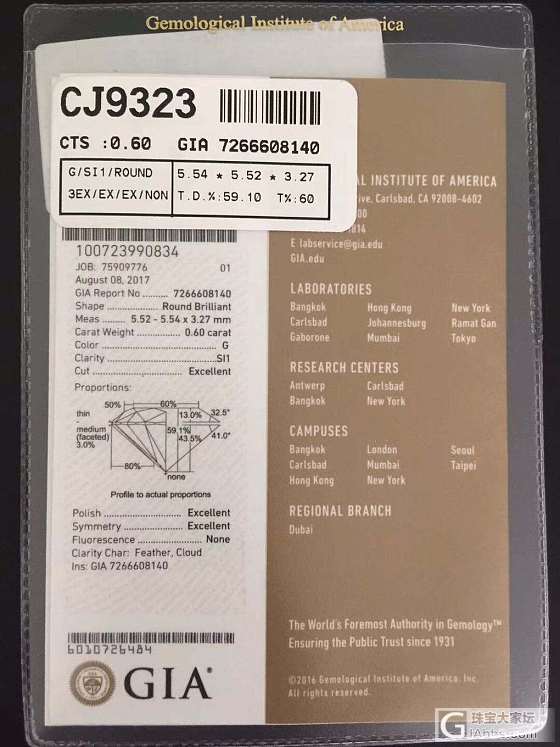 Gemological Institute of America
CJ9323
CTS :0.60 GIA 7266608140
G/SI1/ROUND 5.54 * 5.52 * 3.27
3EX/EX/EX/NON T.D.%:59.10 T%:60
100723990834
JOB: 75909776 01
August 08, 2017
GIA Report No .......... 7266608140
Shape .................. Round Brilliant
Meas ....... 5.52 - 5.54 x 3.27 mm
Carat Weight .............. 0.60 carat
Color ............................... G
Clarity ............................ SI1
Cut ......................... Excellent
Proportions:
50% 60%
thin - medium (faceted) 3.0%
13.0% 32.5°
59.1%
43.5% 41.0°
80%
none
Profile to actual proportions
Polish ........................ Excellent
Symmetry .................... Excellent
Fluorescence ..................... None
Clarity Char: Feather, Cloud
Ins: GIA 7266608140
6010726484
GIA®
L INSTITUTE OF AMERICA
Drive, Carlsbad, CA 92008-4602
E labservice@gia.edu
GIA.edu
LABORATORIES
Bangkok Hong Kong New York
Carlsbad Johannesburg Ramat Gan
Gaborone Mumbai Tokyo
RESEARCH CENTERS
Antwerp Carlsbad
Bangkok New York
CAMPUSES
Bangkok London Seoul
Carlsbad Mumbai Taipei
Hong Kong New York
REGIONAL BRANCH
Dubai
The World's Foremost Authority in Gemology™
Ensuring the Public Trust since 1931
©2016 Gemological Institute of America, Inc.
All rights reserved.
珠宝大家坛